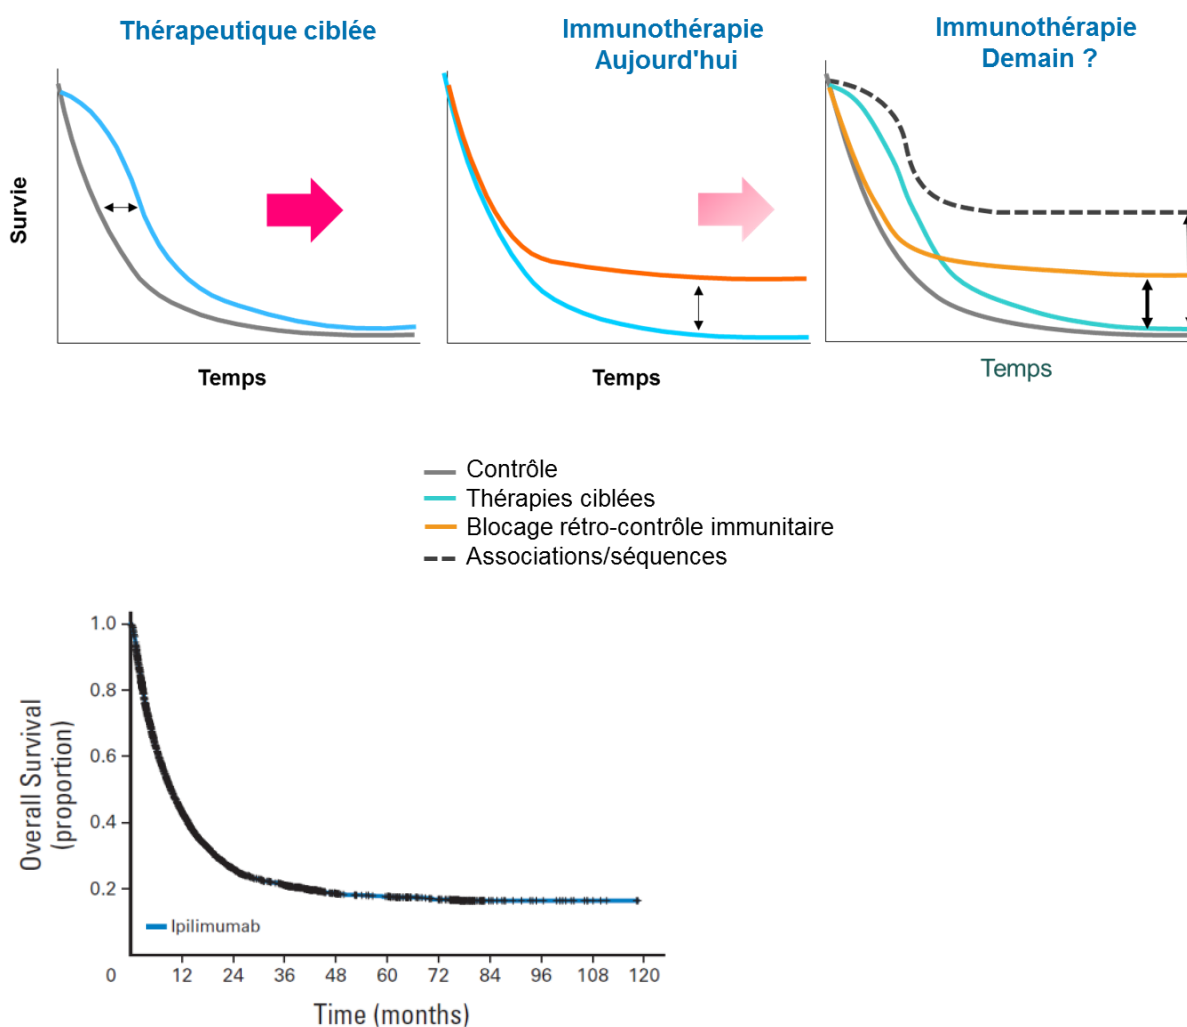 Thérapeutique ciblée
Immunothérapie
Aujourd'hui
Immunothérapie
Demain ?
Survie
Temps
Temps
Temps
Contrôle
Thérapies ciblées
Blocage rétro-contrôle immunitaire
Associations/séquences
Overall Survival
(proportion)
1.0
0.8
0.6
0.4
0.2
Ipilimumab
0 12 24 36 48 60 72 84 96 108 120
Time (months)